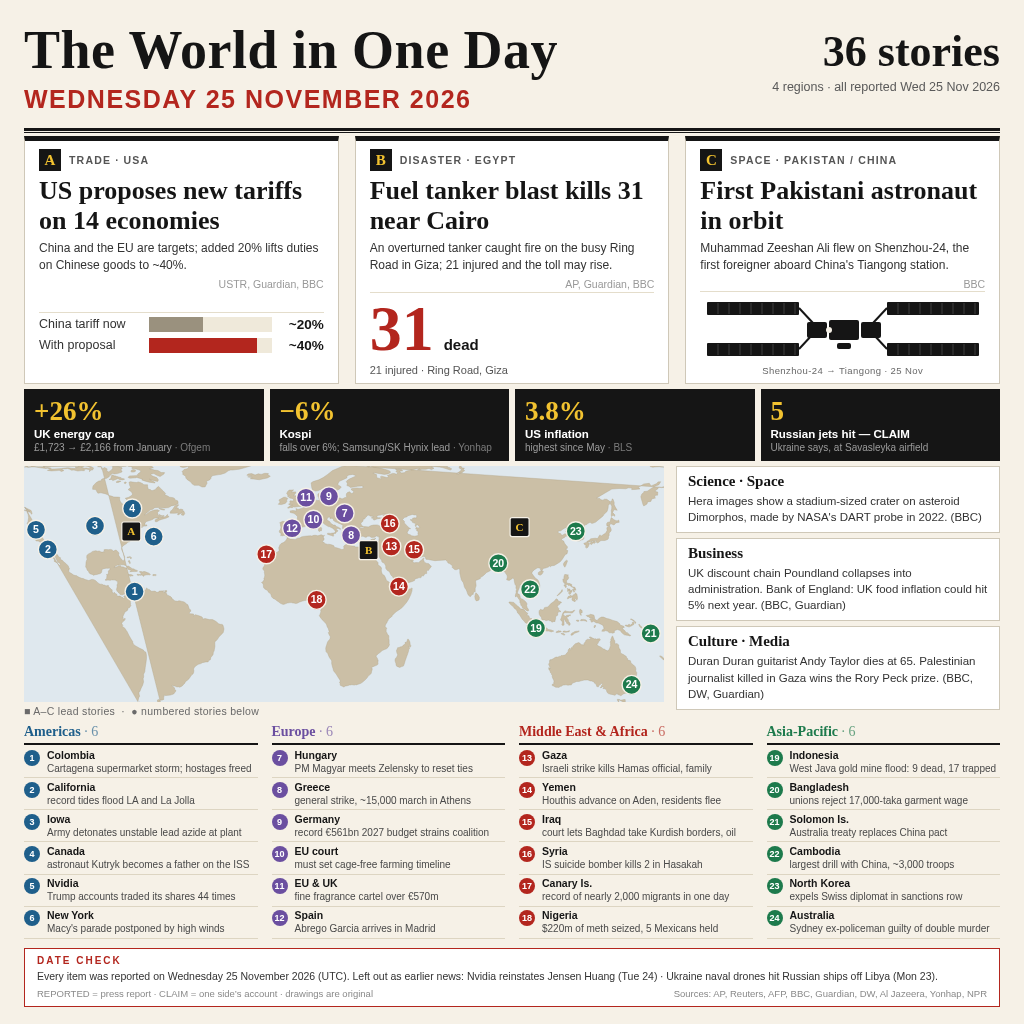 The World in One Day
WEDNESDAY 25 NOVEMBER 2026
36 stories
4 regions · all reported Wed 25 Nov 2026
A TRADE · USA
US proposes new tariffs
on 14 economies
China and the EU are targets; added 20% lifts duties
on Chinese goods to ~40%.
USTR, Guardian, BBC
China tariff now ~20%
With proposal ~40%
B DISASTER · EGYPT
Fuel tanker blast kills 31
near Cairo
An overturned tanker caught fire on the busy Ring
Road in Giza; 21 injured and the toll may rise.
AP, Guardian, BBC
31 dead
21 injured · Ring Road, Giza
C SPACE · PAKISTAN / CHINA
First Pakistani astronaut
in orbit
Muhammad Zeeshan Ali flew on Shenzhou-24, the
first foreigner aboard China's Tiangong station.
BBC
Shenzhou-24 → Tiangong · 25 Nov
+26%
UK energy cap
£1,723 → £2,166 from January · Ofgem
−6%
Kospi
falls over 6%; Samsung/SK Hynix lead · Yonhap
3.8%
US inflation
highest since May · BLS
5
Russian jets hit — CLAIM
Ukraine says, at Savasleyka airfield
11
9
4
7
10
3
A
5
12
16
C
23
6
8
2
B
13
15
17
20
14
22
1
18
19
21
24
■ A–C lead stories · ● numbered stories below
Science · Space
Hera images show a stadium-sized crater on asteroid
Dimorphos, made by NASA's DART probe in 2022. (BBC)
Business
UK discount chain Poundland collapses into
administration. Bank of England: UK food inflation could hit
5% next year. (BBC, Guardian)
Culture · Media
Duran Duran guitarist Andy Taylor dies at 65. Palestinian
journalist killed in Gaza wins the Rory Peck prize. (BBC,
DW, Guardian)
Americas · 6
1 Colombia
Cartagena supermarket storm; hostages freed
2 California
record tides flood LA and La Jolla
3 Iowa
Army detonates unstable lead azide at plant
4 Canada
astronaut Kutryk becomes a father on the ISS
5 Nvidia
Trump accounts traded its shares 44 times
6 New York
Macy's parade postponed by high winds
Europe · 6
7 Hungary
PM Magyar meets Zelensky to reset ties
8 Greece
general strike, ~15,000 march in Athens
9 Germany
record €561bn 2027 budget strains coalition
10 EU court
must set cage-free farming timeline
11 EU & UK
fine fragrance cartel over €570m
12 Spain
Abrego Garcia arrives in Madrid
Middle East & Africa · 6
13 Gaza
Israeli strike kills Hamas official, family
14 Yemen
Houthis advance on Aden, residents flee
15 Iraq
court lets Baghdad take Kurdish borders, oil
16 Syria
IS suicide bomber kills 2 in Hasakah
17 Canary Is.
record of nearly 2,000 migrants in one day
18 Nigeria
$220m of meth seized, 5 Mexicans held
Asia-Pacific · 6
19 Indonesia
West Java gold mine flood: 9 dead, 17 trapped
20 Bangladesh
unions reject 17,000-taka garment wage
21 Solomon Is.
Australia treaty replaces China pact
22 Cambodia
largest drill with China, ~3,000 troops
23 North Korea
expels Swiss diplomat in sanctions row
24 Australia
Sydney ex-policeman guilty of double murder
DATE CHECK
Every item was reported on Wednesday 25 November 2026 (UTC). Left out as earlier news: Nvidia reinstates Jensen Huang (Tue 24) · Ukraine naval drones hit Russian ships off Libya (Mon 23).
REPORTED = press report · CLAIM = one side's account · drawings are original
Sources: AP, Reuters, AFP, BBC, Guardian, DW, Al Jazeera, Yonhap, NPR